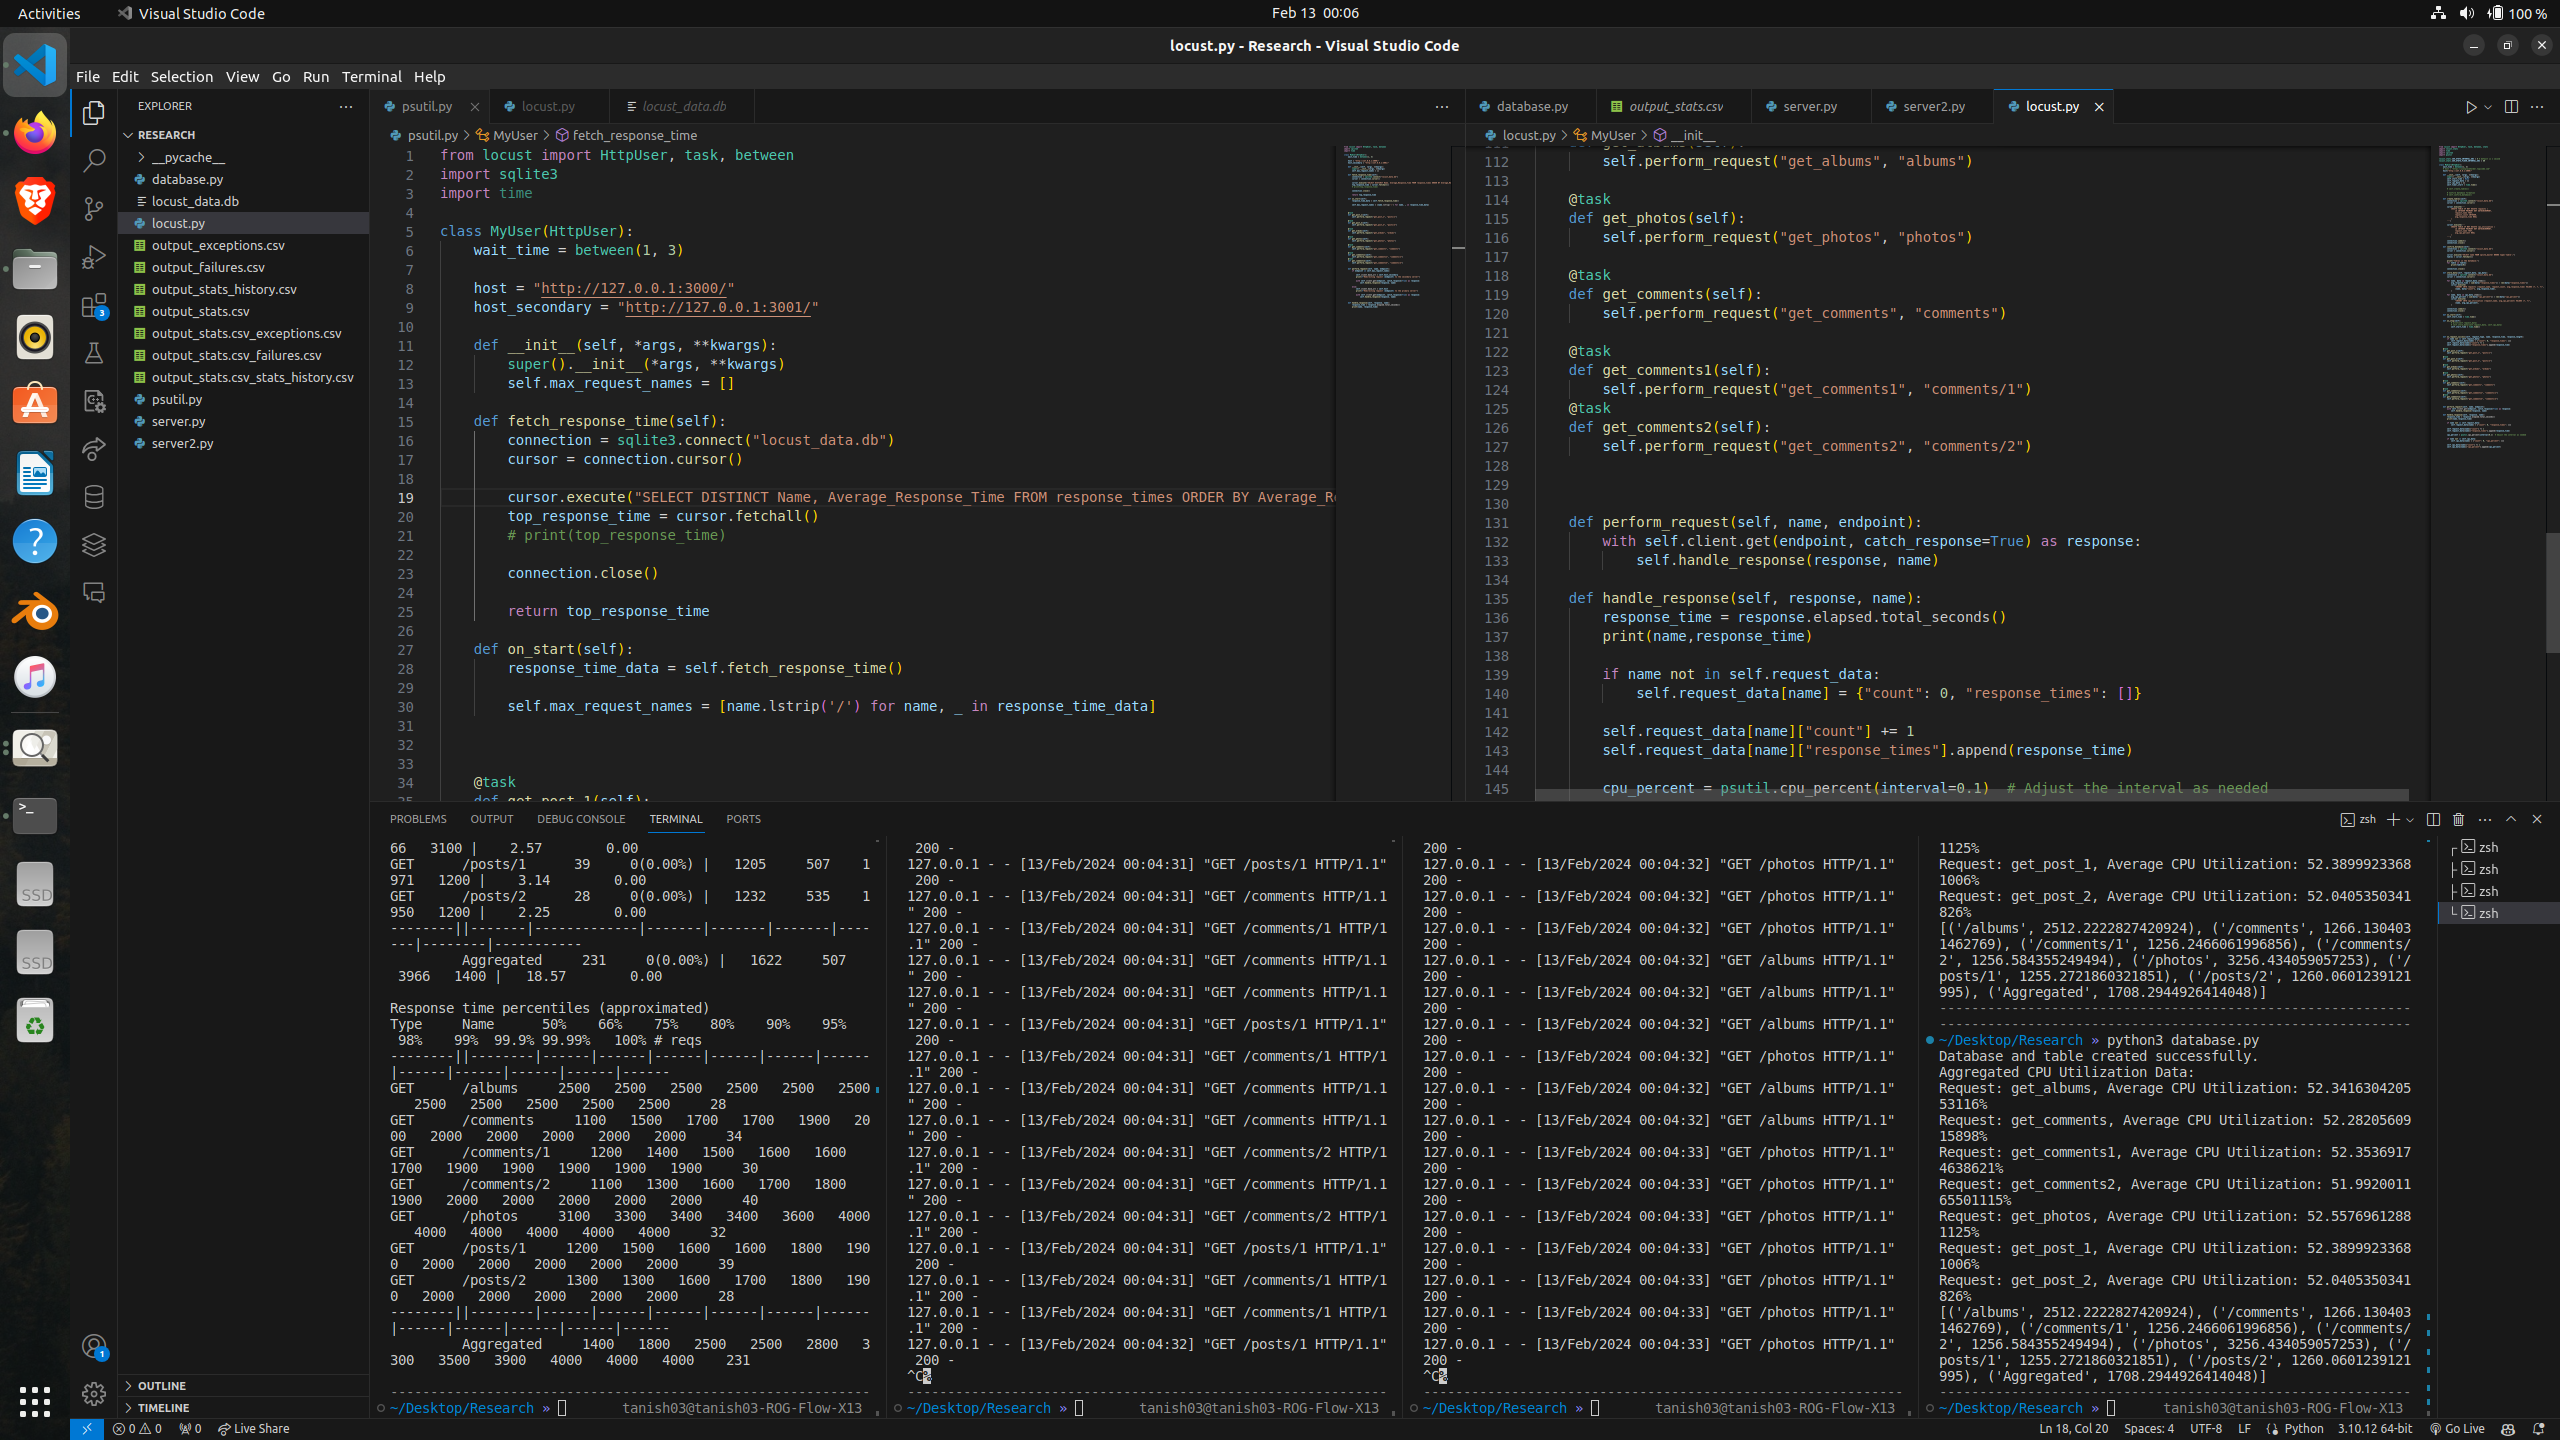 Activities
Visual Studio Code
Feb 13 00:06
100 %
locust.py - Research - Visual Studio Code
File Edit Selection View Go Run Terminal Help
EXPLORER
RESEARCH
__pycache__
database.py
locust_data.db
locust.py
output_exceptions.csv
output_failures.csv
output_stats_history.csv
output_stats.csv
output_stats.csv_exceptions.csv
output_stats.csv_failures.csv
output_stats.csv_stats_history.csv
psutil.py
server.py
server2.py
OUTLINE
TIMELINE
psutil.py locust.py locust_data.db
psutil.py > MyUser > fetch_response_time
1 from locust import HttpUser, task, between
2 import sqlite3
3 import time
4
5 class MyUser(HttpUser):
6 wait_time = between(1, 3)
7
8 host = "http://127.0.0.1:3000/"
9 host_secondary = "http://127.0.0.1:3001/"
10
11 def __init__(self, *args, **kwargs):
12 super().__init__(*args, **kwargs)
13 self.max_request_names = []
14
15 def fetch_response_time(self):
16 connection = sqlite3.connect("locust_data.db")
17 cursor = connection.cursor()
18
19 cursor.execute("SELECT DISTINCT Name, Average_Response_Time FROM response_times ORDER BY Average_Re
20 top_response_time = cursor.fetchall()
21 # print(top_response_time)
22
23 connection.close()
24
25 return top_response_time
26
27 def on_start(self):
28 response_time_data = self.fetch_response_time()
29
30 self.max_request_names = [name.lstrip('/') for name, _ in response_time_data]
31
32
33
34 @task
35 def get_post_1(self):
database.py output_stats.csv server.py server2.py locust.py
locust.py > MyUser > __init__
112 self.perform_request("get_albums", "albums")
113
114 @task
115 def get_photos(self):
116 self.perform_request("get_photos", "photos")
117
118 @task
119 def get_comments(self):
120 self.perform_request("get_comments", "comments")
121
122 @task
123 def get_comments1(self):
124 self.perform_request("get_comments1", "comments/1")
125 @task
126 def get_comments2(self):
127 self.perform_request("get_comments2", "comments/2")
128
129
130
131 def perform_request(self, name, endpoint):
132 with self.client.get(endpoint, catch_response=True) as response:
133 self.handle_response(response, name)
134
135 def handle_response(self, response, name):
136 response_time = response.elapsed.total_seconds()
137 print(name,response_time)
138
139 if name not in self.request_data:
140 self.request_data[name] = {"count": 0, "response_times": []}
141
142 self.request_data[name]["count"] += 1
143 self.request_data[name]["response_times"].append(response_time)
144
145 cpu_percent = psutil.cpu_percent(interval=0.1) # Adjust the interval as needed
PROBLEMS OUTPUT DEBUG CONSOLE TERMINAL PORTS
zsh
66 3100 | 2.57 0.00
GET /posts/1 39 0(0.00%) | 1205 507 1
971 1200 | 3.14 0.00
GET /posts/2 28 0(0.00%) | 1232 535 1
950 1200 | 2.25 0.00
--------||-------|-------------|-------|-------|-------|----
---|--------|-----------
Aggregated 231 0(0.00%) | 1622 507
3966 1400 | 18.57 0.00
Response time percentiles (approximated)
Type Name 50% 66% 75% 80% 90% 95%
98% 99% 99.9% 99.99% 100% # reqs
--------||--------|------|------|------|------|------|------
|------|------|------|------|------
GET /albums 2500 2500 2500 2500 2500 2500
2500 2500 2500 2500 2500 28
GET /comments 1100 1500 1700 1700 1900 20
00 2000 2000 2000 2000 2000 34
GET /comments/1 1200 1400 1500 1600 1600
1700 1900 1900 1900 1900 1900 30
GET /comments/2 1100 1300 1600 1700 1800
1900 2000 2000 2000 2000 2000 40
GET /photos 3100 3300 3400 3400 3600 4000
4000 4000 4000 4000 4000 32
GET /posts/1 1200 1500 1600 1600 1800 190
0 2000 2000 2000 2000 2000 39
GET /posts/2 1300 1300 1600 1700 1800 190
0 2000 2000 2000 2000 2000 28
--------||--------|------|------|------|------|------|------
|------|------|------|------|------
Aggregated 1400 1800 2500 2500 2800 3
300 3500 3900 4000 4000 4000 231
~/Desktop/Research » tanish03@tanish03-ROG-Flow-X13
200 -
127.0.0.1 - - [13/Feb/2024 00:04:31] "GET /posts/1 HTTP/1.1"
200 -
127.0.0.1 - - [13/Feb/2024 00:04:31] "GET /comments HTTP/1.1
" 200 -
127.0.0.1 - - [13/Feb/2024 00:04:31] "GET /comments/1 HTTP/1
.1" 200 -
127.0.0.1 - - [13/Feb/2024 00:04:31] "GET /comments HTTP/1.1
" 200 -
127.0.0.1 - - [13/Feb/2024 00:04:31] "GET /comments HTTP/1.1
" 200 -
127.0.0.1 - - [13/Feb/2024 00:04:31] "GET /posts/1 HTTP/1.1"
200 -
127.0.0.1 - - [13/Feb/2024 00:04:31] "GET /comments/1 HTTP/1
.1" 200 -
127.0.0.1 - - [13/Feb/2024 00:04:31] "GET /comments HTTP/1.1
" 200 -
127.0.0.1 - - [13/Feb/2024 00:04:31] "GET /comments HTTP/1.1
" 200 -
127.0.0.1 - - [13/Feb/2024 00:04:31] "GET /comments/2 HTTP/1
.1" 200 -
127.0.0.1 - - [13/Feb/2024 00:04:31] "GET /comments HTTP/1.1
" 200 -
127.0.0.1 - - [13/Feb/2024 00:04:31] "GET /comments/2 HTTP/1
.1" 200 -
127.0.0.1 - - [13/Feb/2024 00:04:31] "GET /posts/1 HTTP/1.1"
200 -
127.0.0.1 - - [13/Feb/2024 00:04:31] "GET /comments/1 HTTP/1
.1" 200 -
127.0.0.1 - - [13/Feb/2024 00:04:31] "GET /comments/1 HTTP/1
.1" 200 -
127.0.0.1 - - [13/Feb/2024 00:04:32] "GET /posts/1 HTTP/1.1"
200 -
^C%
~/Desktop/Research » tanish03@tanish03-ROG-Flow-X13
200 -
127.0.0.1 - - [13/Feb/2024 00:04:32] "GET /photos HTTP/1.1"
200 -
127.0.0.1 - - [13/Feb/2024 00:04:32] "GET /photos HTTP/1.1"
200 -
127.0.0.1 - - [13/Feb/2024 00:04:32] "GET /photos HTTP/1.1"
200 -
127.0.0.1 - - [13/Feb/2024 00:04:32] "GET /albums HTTP/1.1"
200 -
127.0.0.1 - - [13/Feb/2024 00:04:32] "GET /albums HTTP/1.1"
200 -
127.0.0.1 - - [13/Feb/2024 00:04:32] "GET /albums HTTP/1.1"
200 -
127.0.0.1 - - [13/Feb/2024 00:04:32] "GET /photos HTTP/1.1"
200 -
127.0.0.1 - - [13/Feb/2024 00:04:32] "GET /albums HTTP/1.1"
200 -
127.0.0.1 - - [13/Feb/2024 00:04:32] "GET /albums HTTP/1.1"
200 -
127.0.0.1 - - [13/Feb/2024 00:04:33] "GET /photos HTTP/1.1"
200 -
127.0.0.1 - - [13/Feb/2024 00:04:33] "GET /photos HTTP/1.1"
200 -
127.0.0.1 - - [13/Feb/2024 00:04:33] "GET /photos HTTP/1.1"
200 -
127.0.0.1 - - [13/Feb/2024 00:04:33] "GET /photos HTTP/1.1"
200 -
127.0.0.1 - - [13/Feb/2024 00:04:33] "GET /photos HTTP/1.1"
200 -
127.0.0.1 - - [13/Feb/2024 00:04:33] "GET /photos HTTP/1.1"
200 -
127.0.0.1 - - [13/Feb/2024 00:04:33] "GET /photos HTTP/1.1"
200 -
^C%
~/Desktop/Research » tanish03@tanish03-ROG-Flow-X13
1125%
Request: get_post_1, Average CPU Utilization: 52.3899923368
1006%
Request: get_post_2, Average CPU Utilization: 52.0405350341
826%
[('/albums', 2512.2222827420924), ('/comments', 1266.130403
1462769), ('/comments/1', 1256.2466061996856), ('/comments/
2', 1256.584355249494), ('/photos', 3256.434059057253), ('/
posts/1', 1255.2721860321851), ('/posts/2', 1260.0601239121
995), ('Aggregated', 1708.2944926414048)]
~/Desktop/Research » python3 database.py
Database and table created successfully.
Aggregated CPU Utilization Data:
Request: get_albums, Average CPU Utilization: 52.3416304205
53116%
Request: get_comments, Average CPU Utilization: 52.28205609
15898%
Request: get_comments1, Average CPU Utilization: 52.3536917
4638621%
Request: get_comments2, Average CPU Utilization: 51.9920011
65501115%
Request: get_photos, Average CPU Utilization: 52.5576961288
1125%
Request: get_post_1, Average CPU Utilization: 52.3899923368
1006%
Request: get_post_2, Average CPU Utilization: 52.0405350341
826%
[('/albums', 2512.2222827420924), ('/comments', 1266.130403
1462769), ('/comments/1', 1256.2466061996856), ('/comments/
2', 1256.584355249494), ('/photos', 3256.434059057253), ('/
posts/1', 1255.2721860321851), ('/posts/2', 1260.0601239121
995), ('Aggregated', 1708.2944926414048)]
~/Desktop/Research » tanish03@tanish03-ROG-Flow-X13
zsh
zsh
zsh
zsh
SSD
SSD
3
1
0 0 0 Live Share
Ln 18, Col 20 Spaces: 4 UTF-8 LF Python 3.10.12 64-bit Go Live